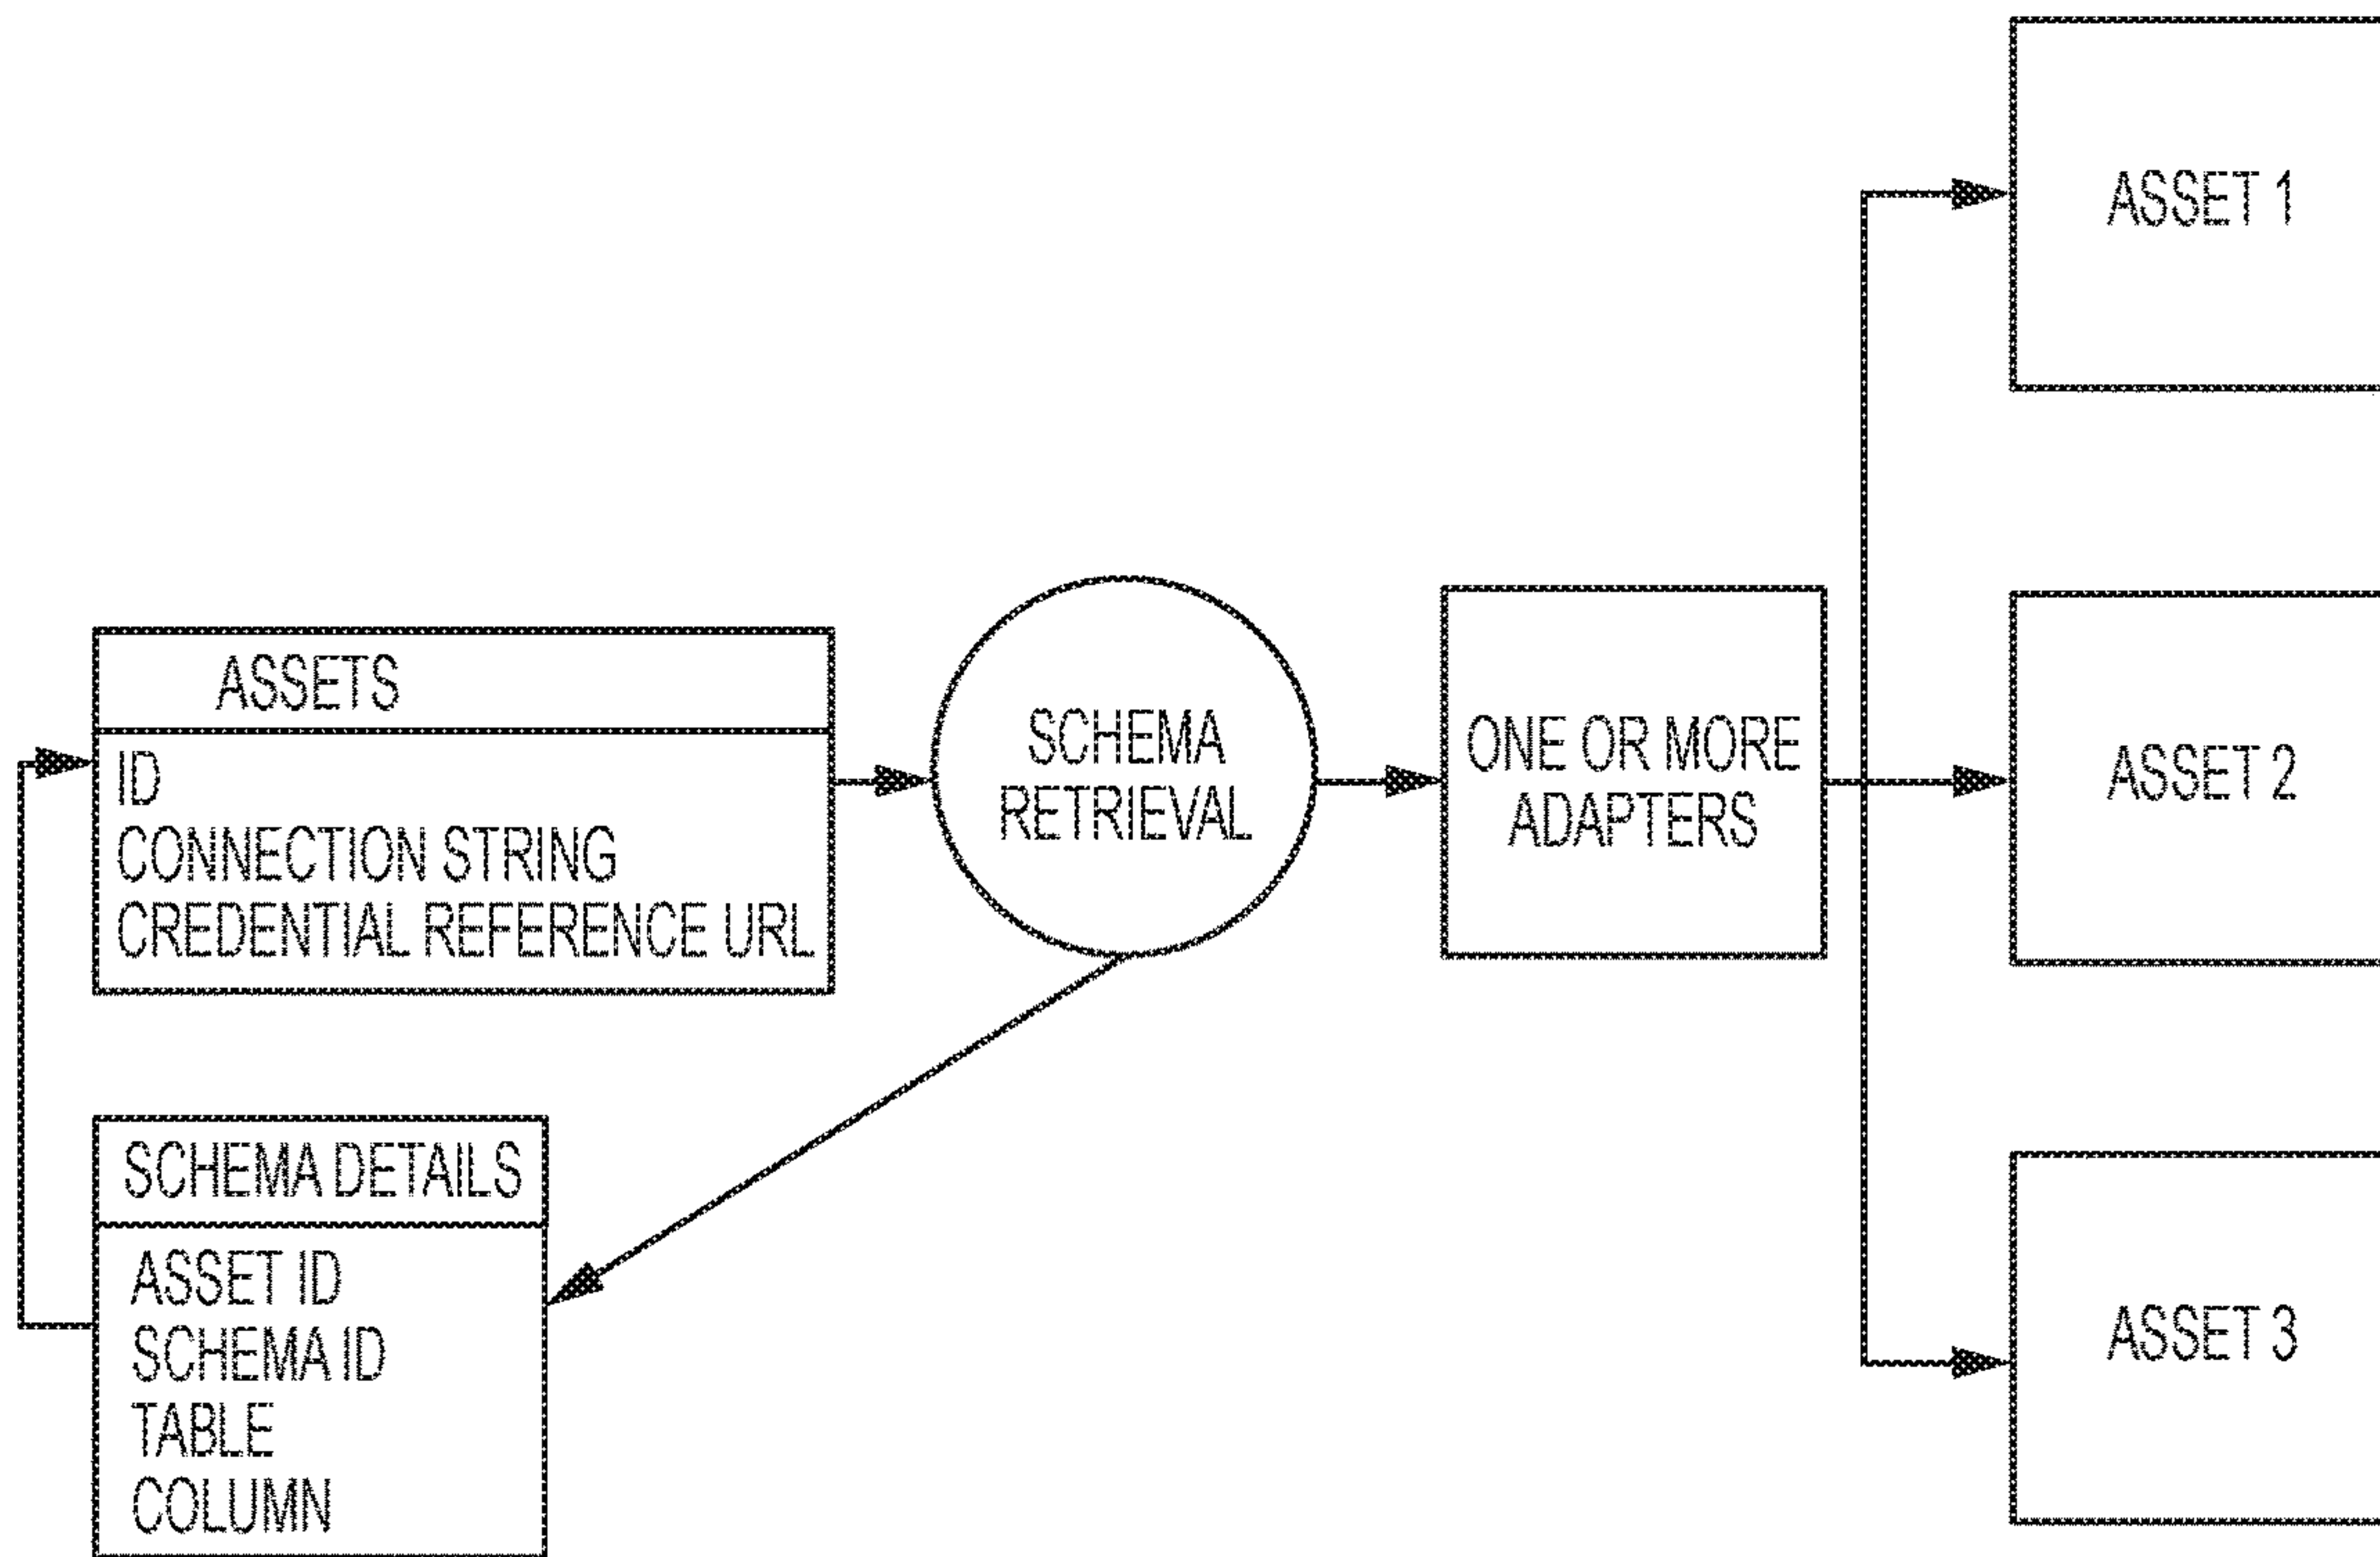 ASSETS
ID
CONNECTION STRING
CREDENTIAL REFERENCE URL
SCHEMA DETAILS
ASSET ID
SCHEMA ID
TABLE
COLUMN
SCHEMA
RETRIEVAL
ONE OR MORE
ADAPTERS
ASSET 1
ASSET 2
ASSET 3